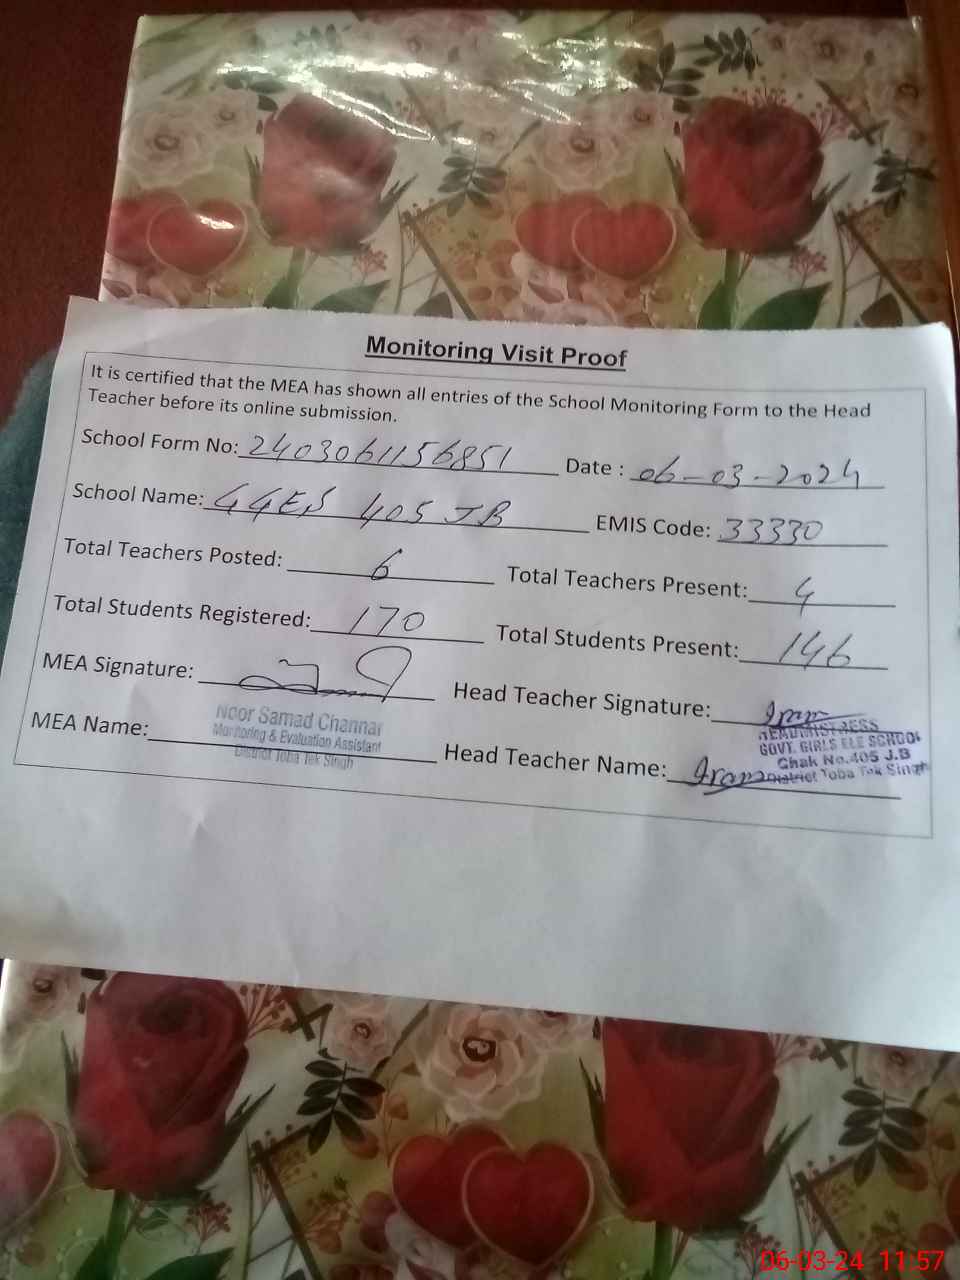 Monitoring Visit Proof
It is certified that the MEA has shown all entries of the School Monitoring Form to the Head
Teacher before its online submission.
School Form No: 2403061156851 Date : 06-03-2024
School Name: GGES 405 JB EMIS Code: 33330
Total Teachers Posted: 6 Total Teachers Present: 4
Total Students Registered: 170 Total Students Present: 146
MEA Signature: Head Teacher Signature: Iram
MEA Name: Noor Samad Channar
Monitoring & Evaluation Assistant
District Toba Tek Singh
Head Teacher Name: Iram
HEADMISTRESS
GOVT. GIRLS ELE SCHOOL
Chak No.405 J.B
District Toba Tek Singh
06-03-24 11:57